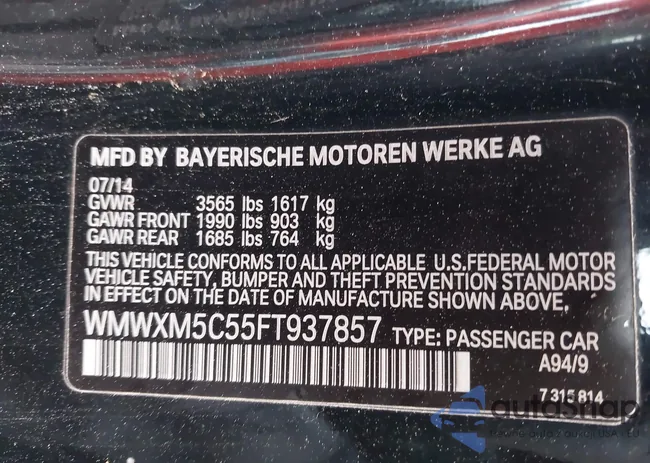 MFD BY BAYERISCHE MOTOREN WERKE AG
07/14
GVWR 3565 lbs 1617 kg
GAWR FRONT 1990 lbs 903 kg
GAWR REAR 1685 lbs 764 kg
THIS VEHICLE CONFORMS TO ALL APPLICABLE U.S.FEDERAL MOTOR
VEHICLE SAFETY, BUMPER AND THEFT PREVENTION STANDARDS
IN EFFECT ON THE DATE OF MANUFACTURE SHOWN ABOVE.
WMWXM5C55FT937857 TYPE: PASSENGER CAR
A94/9
7 315 814
autoSnap